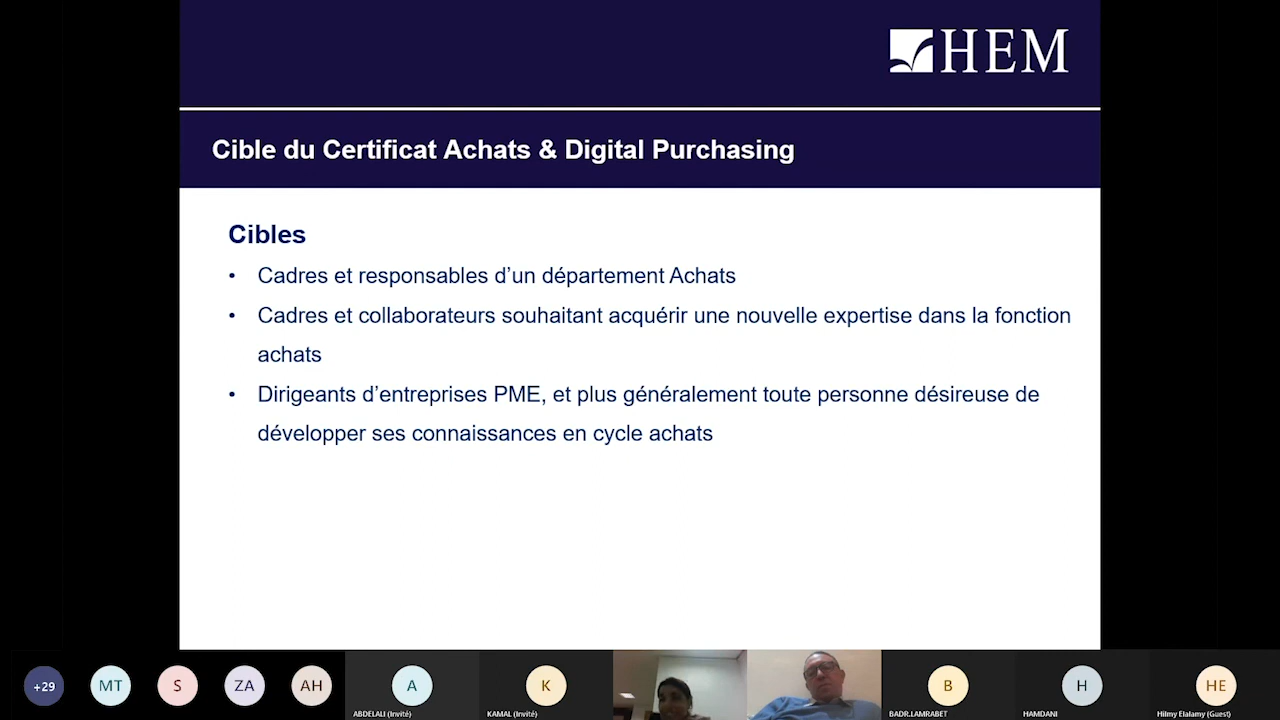 HEM
Cible du Certificat Achats & Digital Purchasing
Cibles
• Cadres et responsables d’un département Achats
• Cadres et collaborateurs souhaitant acquérir une nouvelle expertise dans la fonction
achats
• Dirigeants d’entreprises PME, et plus généralement toute personne désireuse de
développer ses connaissances en cycle achats
+29 MT S ZA AH A K B H HE
ABDELALI (Invité) KAMAL (Invité) BADR.LAMRABET HAMDANI Hilmy Elalamy (Guest)